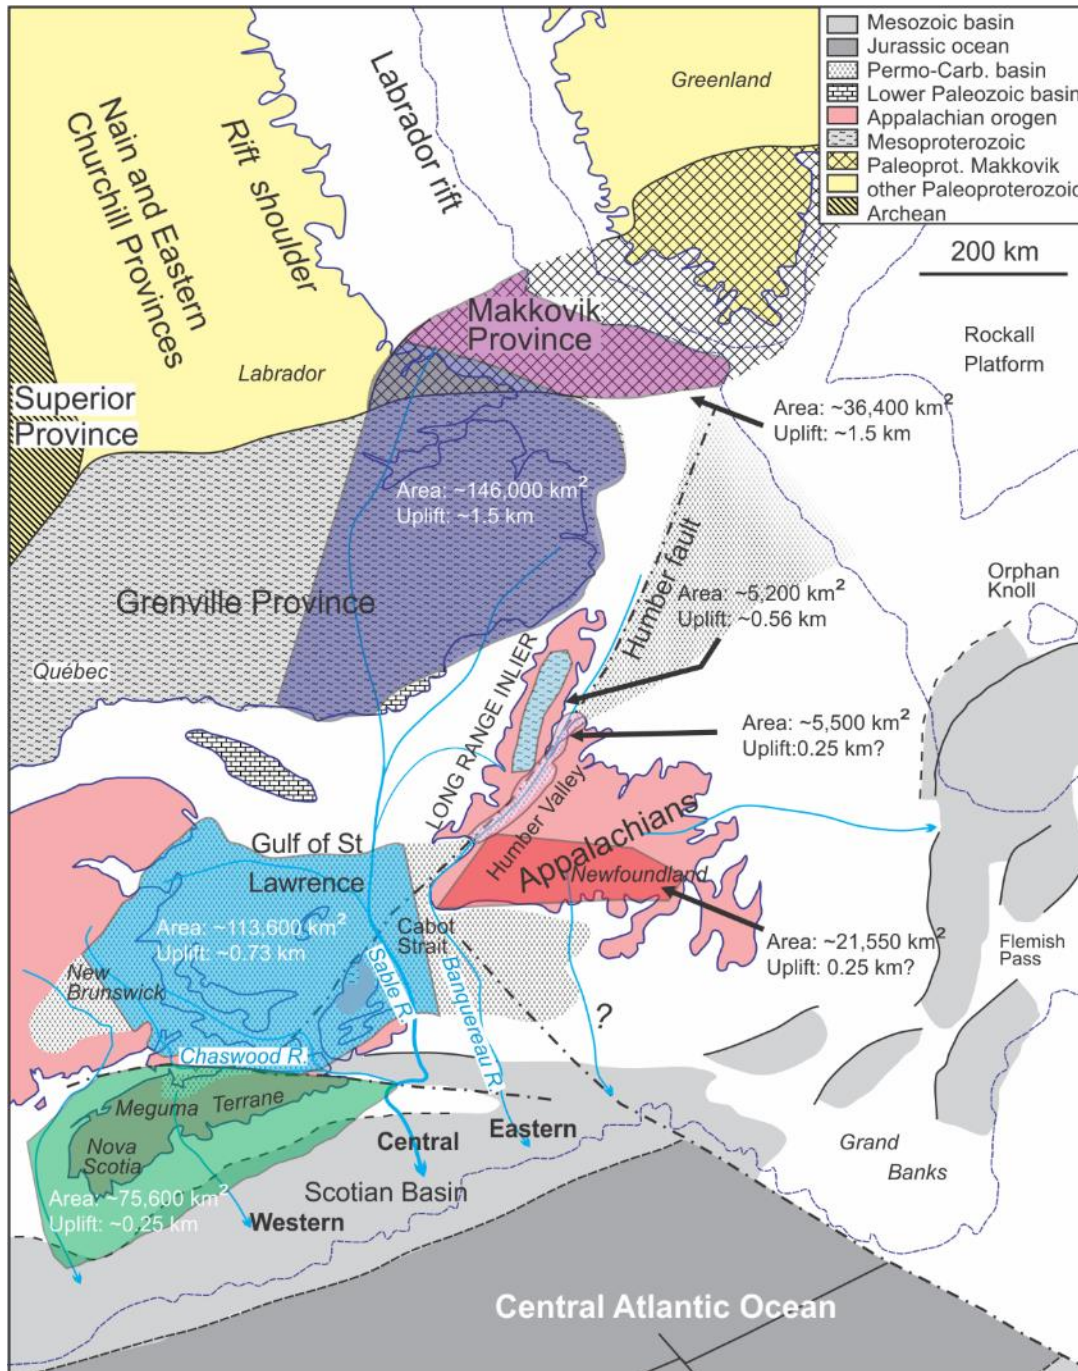 Mesozoic basin
Jurassic ocean
Permo-Carb. basin
Lower Paleozoic basin
Appalachian orogen
Mesoproterozoic
Paleoprot. Makkovik
other Paleoproterozoic
Archean
200 km
Nain and Eastern
Churchill Provinces
Rift shoulder
Labrador rift
Greenland
Makkovik
Province
Rockall
Platform
Labrador
Superior
Province
Area: ~36,400 km²
Uplift: ~1.5 km
Area: ~146,000 km²
Uplift: ~1.5 km
Humber fault
Orphan
Knoll
Grenville Province
Area: ~5,200 km²
Uplift: ~0.56 km
Québec
LONG RANGE INLIER
Area: ~5,500 km²
Uplift:0.25 km?
Humber Valley
Appalachians
Newfoundland
Gulf of St
Lawrence
Area: ~113,600 km²
Uplift: ~0.73 km
Cabot
Strait
Area: ~21,550 km²
Uplift: 0.25 km?
Flemish
Pass
New
Brunswick
Sable R.
Banquereau R.
?
Chaswood R.
Meguma Terrane
Nova
Scotia
Central
Eastern
Grand
Banks
Area: ~75,600 km²
Uplift: ~0.25 km
Scotian Basin
Western
Central Atlantic Ocean